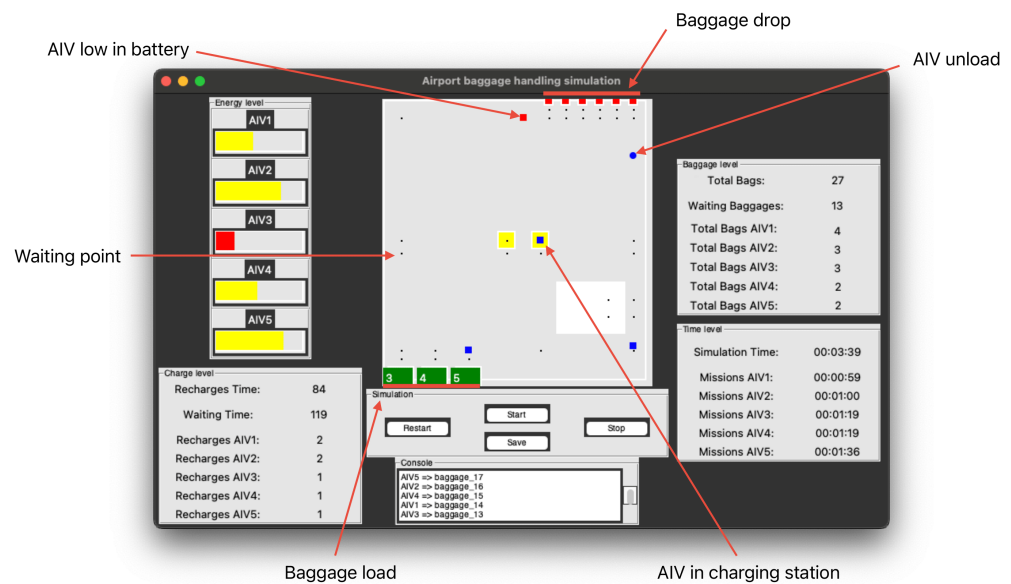 Baggage drop
AIV low in battery
AIV unload
Airport baggage handling simulation
Energy level
AIV1
AIV2
AIV3
AIV4
AIV5
Waiting point
Baggage level
Total Bags: 27
Waiting Baggages: 13
Total Bags AIV1: 4
Total Bags AIV2: 3
Total Bags AIV3: 3
Total Bags AIV4: 2
Total Bags AIV5: 2
Time level
Simulation Time: 00:03:39
Missions AIV1: 00:00:59
Missions AIV2: 00:01:00
Missions AIV3: 00:01:19
Missions AIV4: 00:01:19
Missions AIV5: 00:01:36
3 4 5
Charge level
Recharges Time: 84
Waiting Time: 119
Recharges AIV1: 2
Recharges AIV2: 2
Recharges AIV3: 1
Recharges AIV4: 1
Recharges AIV5: 1
Simulation
Start
Restart
Stop
Save
Console
AIV5 => baggage_17
AIV2 => baggage_16
AIV4 => baggage_15
AIV1 => baggage_14
AIV3 => baggage_13
Baggage load
AIV in charging station